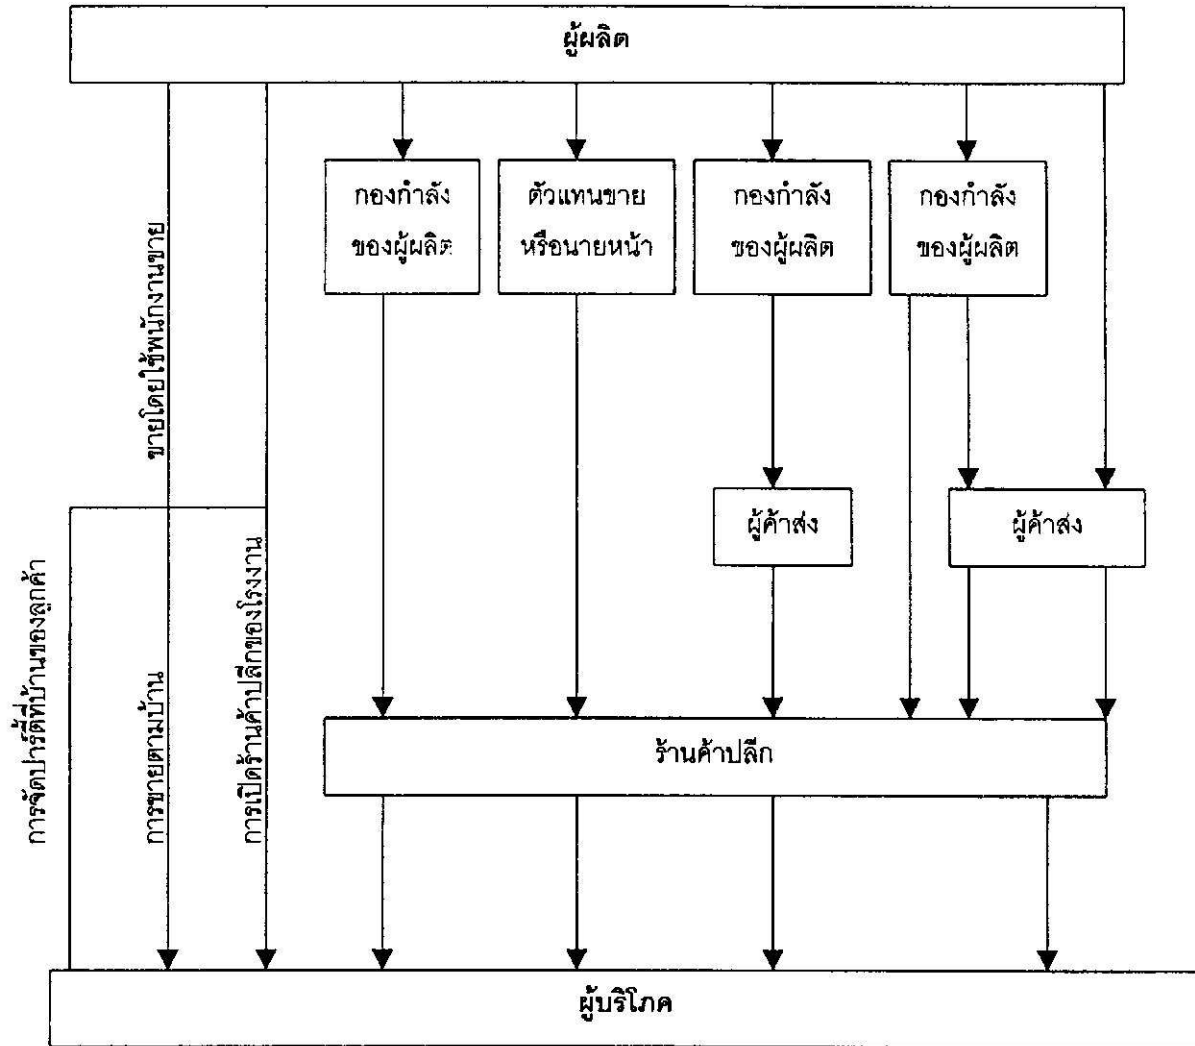 ผู้ผลิต
กองกำลัง
ของผู้ผลิต
ตัวแทนขาย
หรือนายหน้า
กองกำลัง
ของผู้ผลิต
กองกำลัง
ของผู้ผลิต
ขายโดยใช้พนักงานขาย
ผู้ค้าส่ง
ผู้ค้าส่ง
การจัดปาร์ตี้ที่บ้านของลูกค้า
การขายตามบ้าน
การเปิดร้านค้าปลีกของโรงงาน
ร้านค้าปลีก
ผู้บริโภค